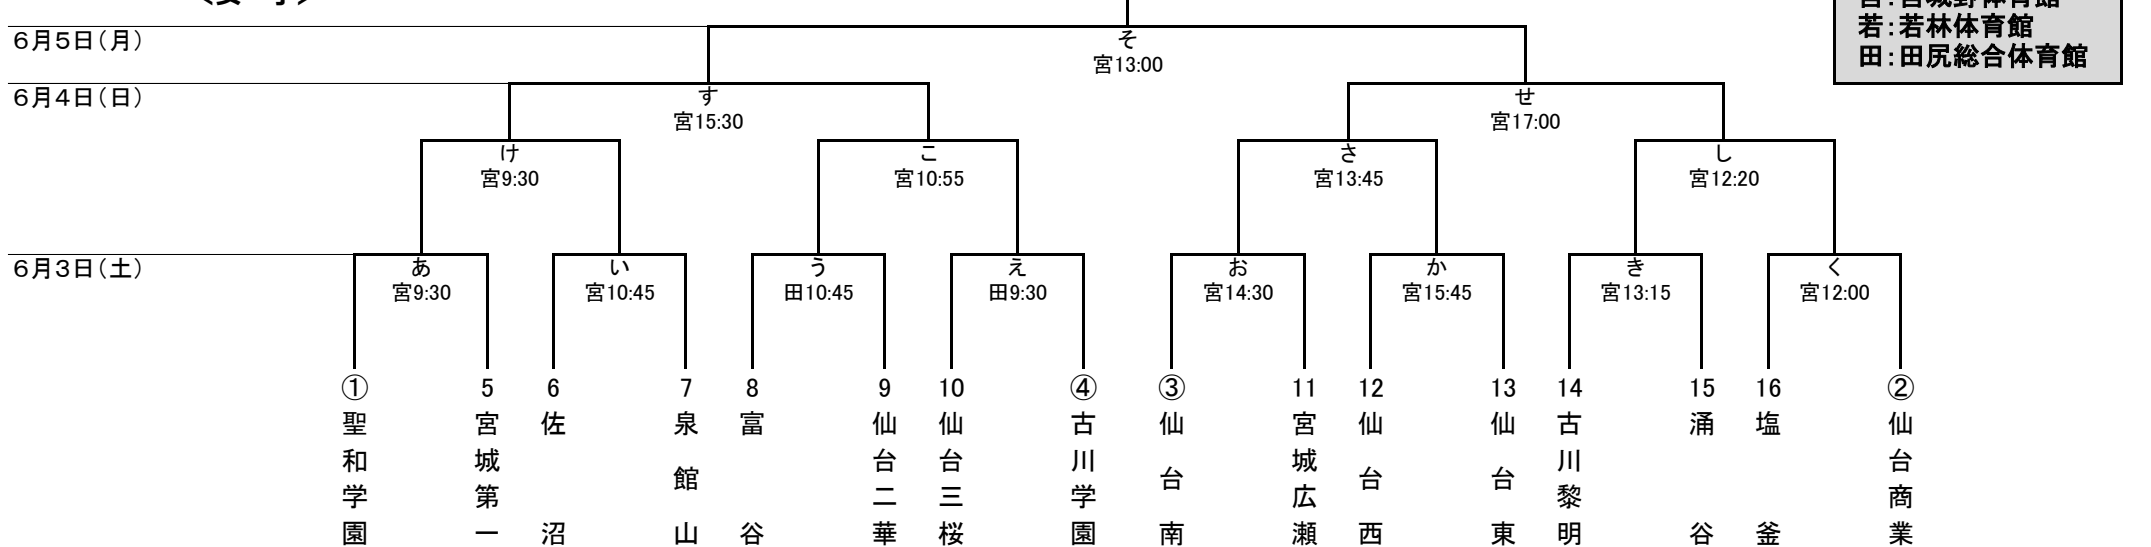 若：若林体育館
田：田尻総合体育館
6月5日（月）
そ
宮13:00
6月4日（日）
す
宮15:30
せ
宮17:00
け
宮9:30
こ
宮10:55
さ
宮13:45
し
宮12:20
6月3日（土）
あ
宮9:30
い
宮10:45
う
田10:45
え
田9:30
お
宮14:30
か
宮15:45
き
宮13:15
く
宮12:00
① 聖和学園
5 宮城第一
6 佐沼
7 泉館山
8 富谷
9 仙台二華
10 仙台三桜
④ 古川学園
③ 仙台南
11 宮城広瀬
12 仙台西
13 仙台東
14 古川黎明
15 涌谷
16 塩釜
② 仙台商業